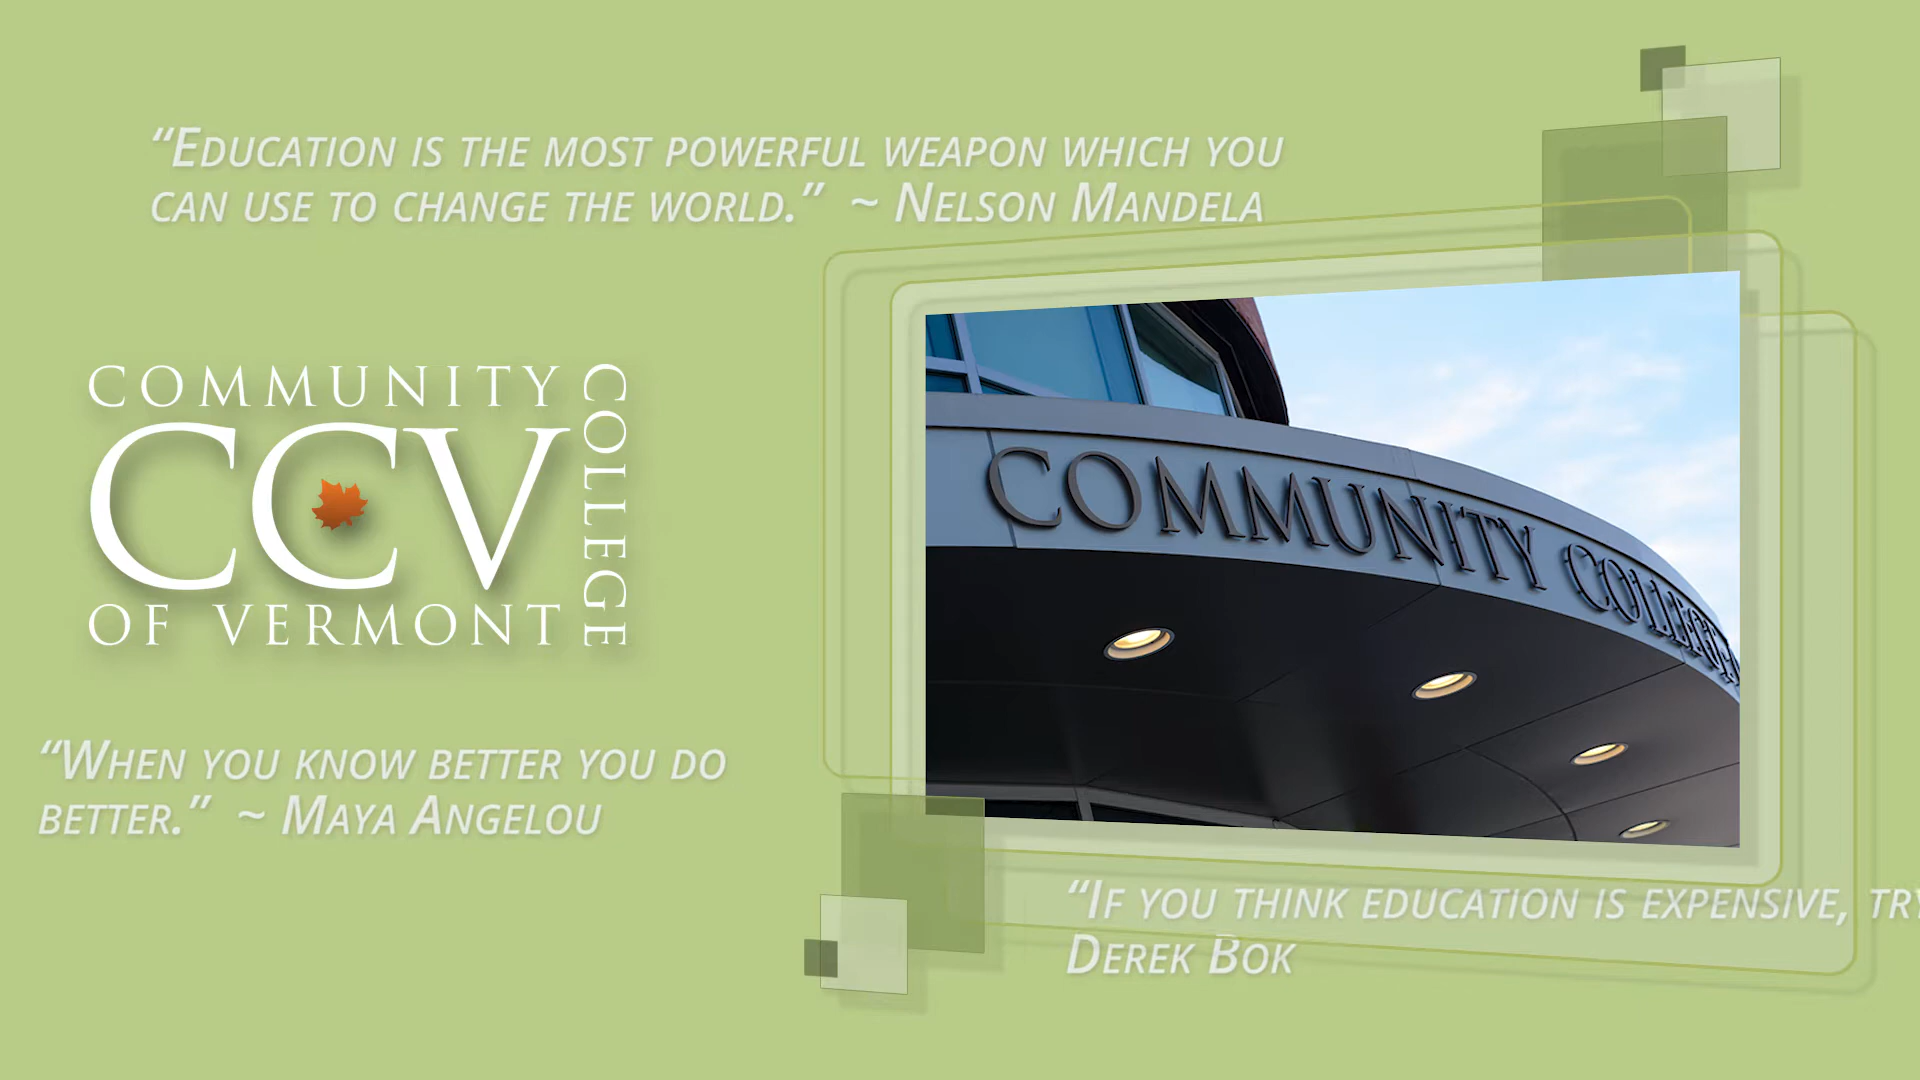 “Education is the most powerful weapon which you
can use to change the world.” ~ Nelson Mandela
COMMUNITY
COLLEGE
CCV
OF VERMONT
COMMUNITY COLLEGE
“When you know better you do
better.” ~ Maya Angelou
“If you think education is expensive, try
Derek Bok